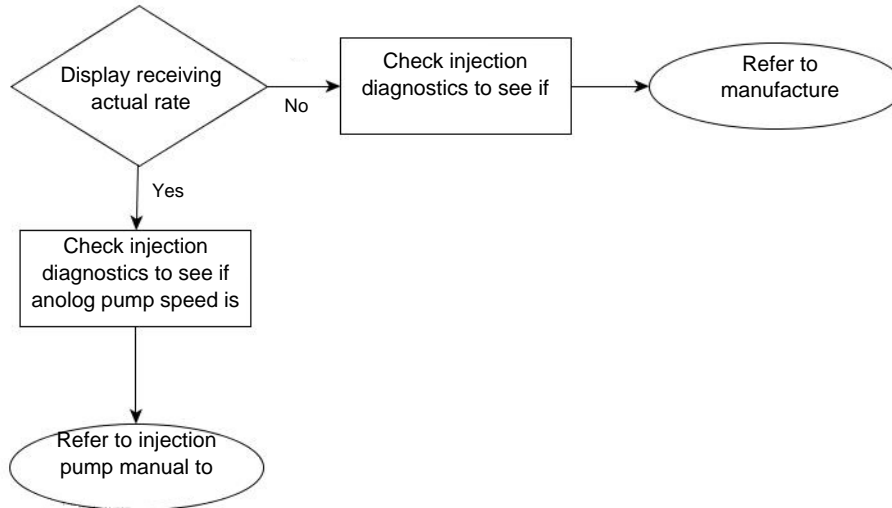 Display receiving
actual rate
No
Check injection
diagnostics to see if
Refer to
manufacture
Yes
Check injection
diagnostics to see if
anolog pump speed is
Refer to injection
pump manual to